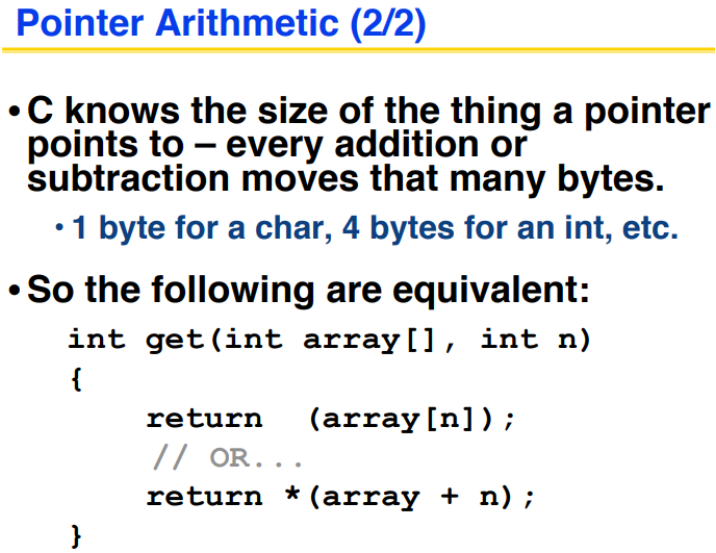 Pointer Arithmetic (2/2)
• C knows the size of the thing a pointer
points to – every addition or
subtraction moves that many bytes.
• 1 byte for a char, 4 bytes for an int, etc.
• So the following are equivalent:
int get(int array[], int n)
{
return  (array[n]);
// OR...
return *(array + n);
}